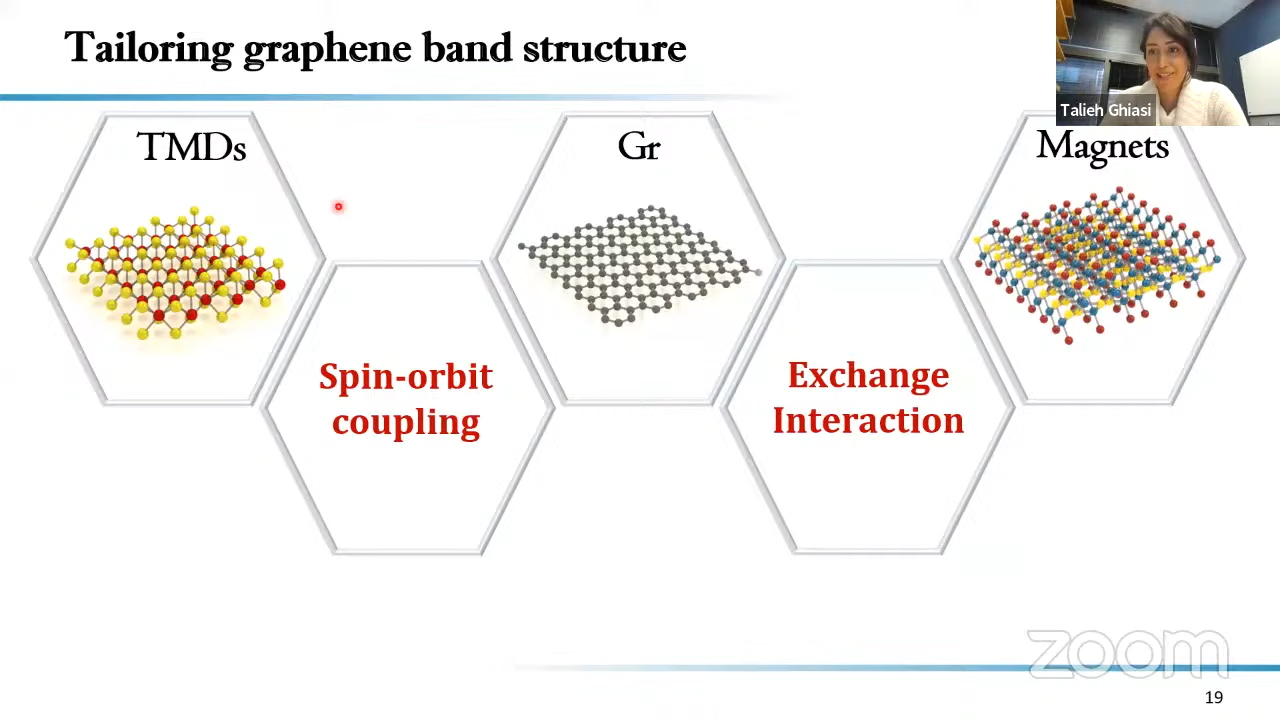 Tailoring graphene band structure
Talieh Ghiasi
TMDs
Gr
Magnets
Spin-orbit
coupling
Exchange
Interaction
zoom
19